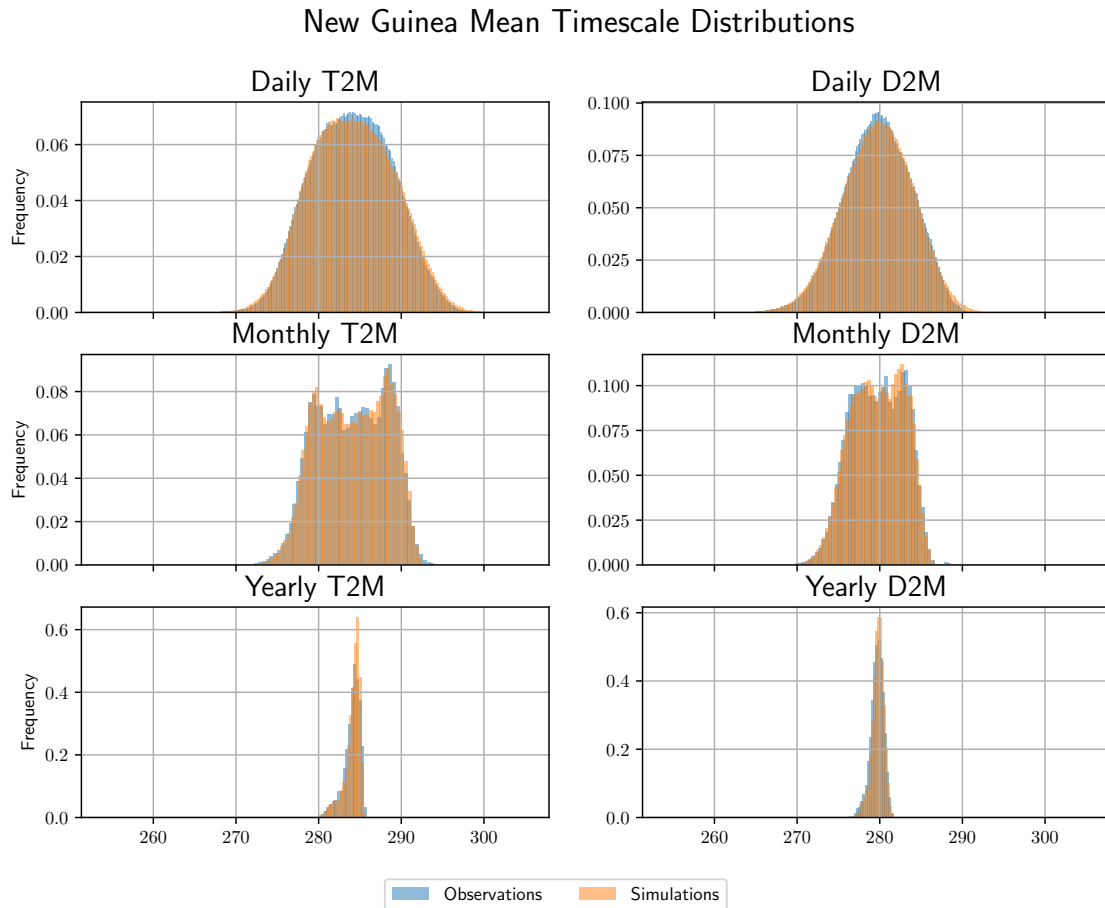 New Guinea Mean Timescale Distributions
Daily T2M
Daily D2M
Frequency
0.06
0.04
0.02
0.00
0.100
0.075
0.050
0.025
0.000
Monthly T2M
Monthly D2M
Frequency
0.08
0.06
0.04
0.02
0.00
0.100
0.075
0.050
0.025
0.000
Yearly T2M
Yearly D2M
Frequency
0.6
0.4
0.2
0.0
0.6
0.4
0.2
0.0
260 270 280 290 300
260 270 280 290 300
Observations Simulations